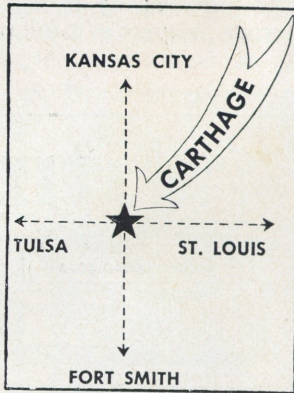 KANSAS CITY
CARTHAGE
TULSA
ST. LOUIS
FORT SMITH